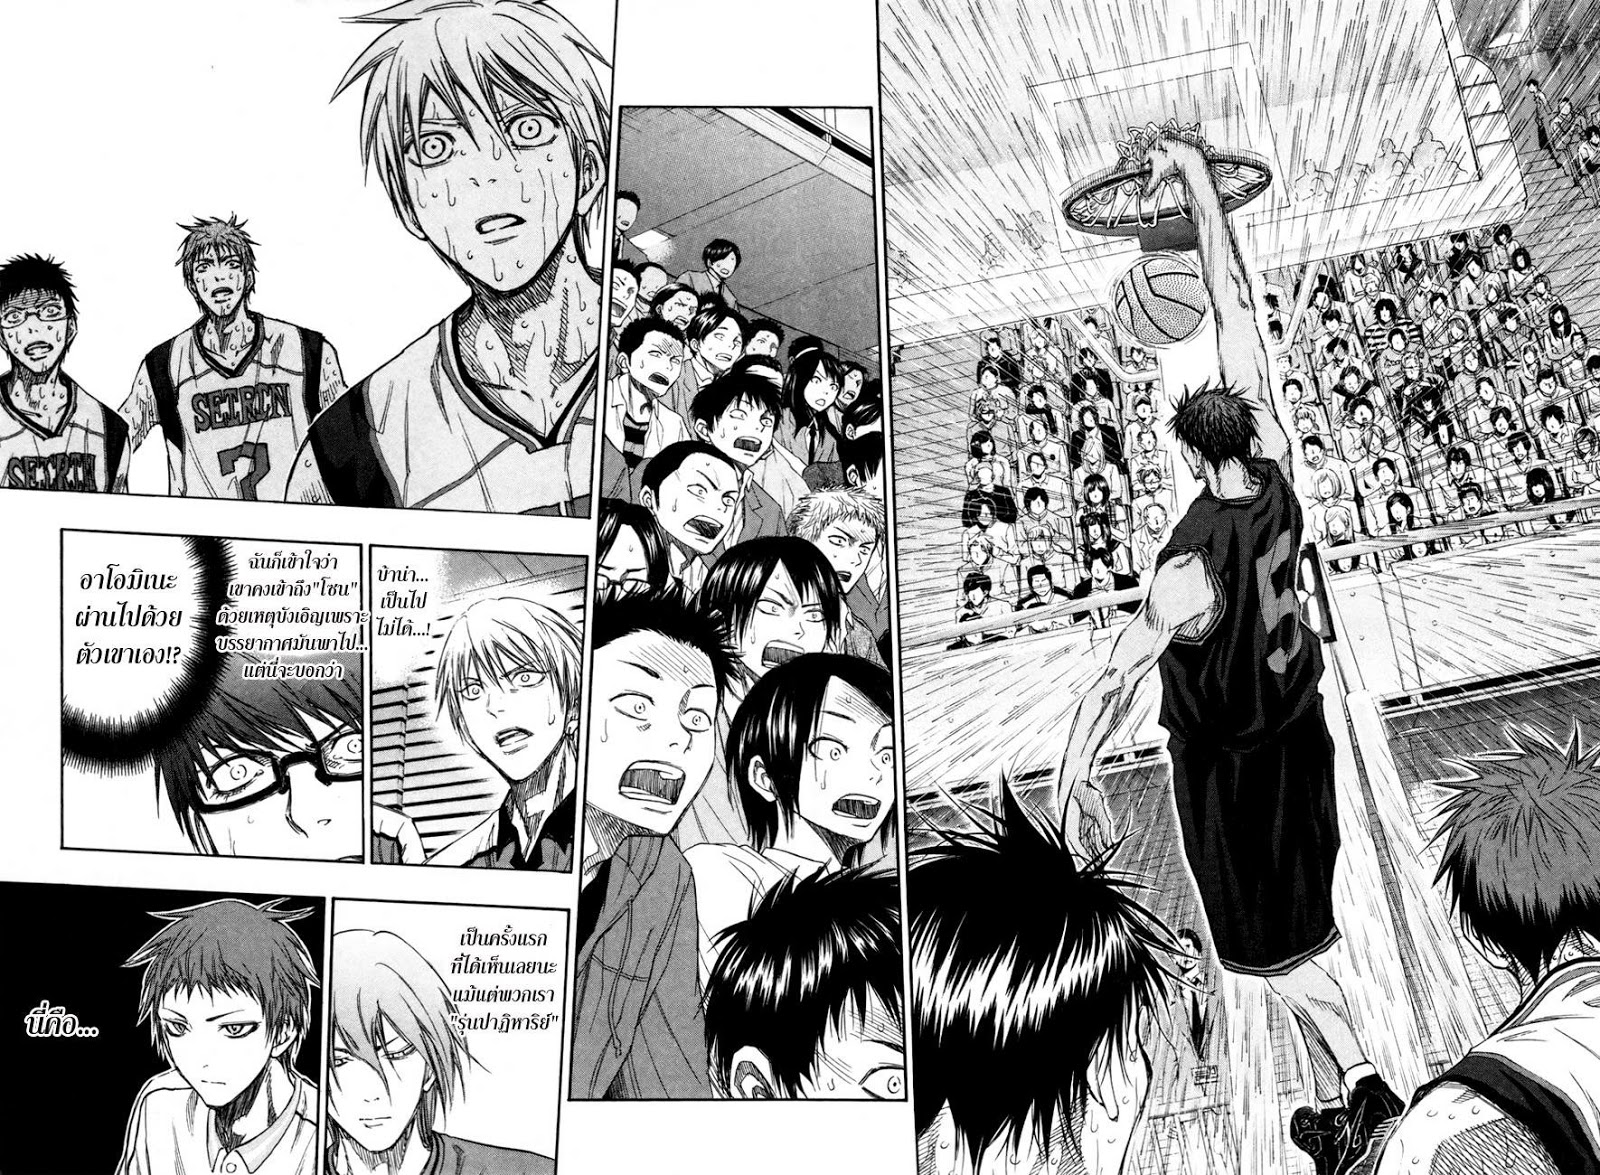 SEIRIN
7
SEIRIN
บ้าน่า...
เป็นไป
ไม่ได้...!
ฉันก็เข้าใจว่า
เขาคงเข้าถึง"โซน"
ด้วยเหตุบังเอิญเพราะ
บรรยากาศมันพาไป...
แต่นี่จะบอกว่า
อาโอมิเนะ
ผ่านไปด้วย
ตัวเขาเอง!?
เป็นครั้งแรก
ที่ได้เห็นเลยนะ
แม้แต่พวกเรา
"รุ่นปาฏิหาริย์"
นี่คือ...